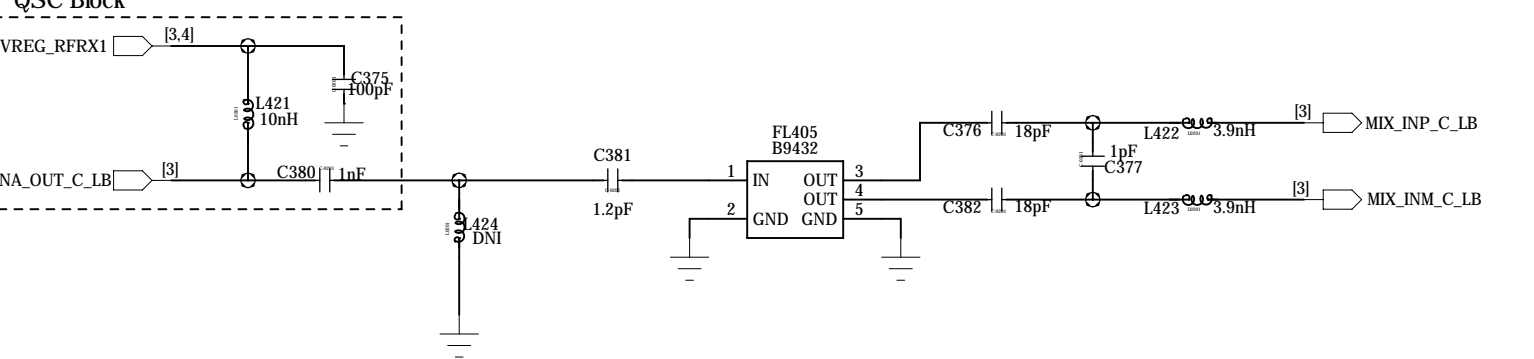 QSC Block
VREG_RFRX1
[3,4]
C375
100pF
L421
10nH
NA_OUT_C_LB
[3]
C380
1nF
L424
DNI
C381
1.2pF
FL405
B9432
1
IN
OUT
3
OUT
4
2
GND
GND
5
C376
18pF
1pF
C377
L422
3.9nH
[3]
MIX_INP_C_LB
C382
18pF
L423
3.9nH
[3]
MIX_INM_C_LB